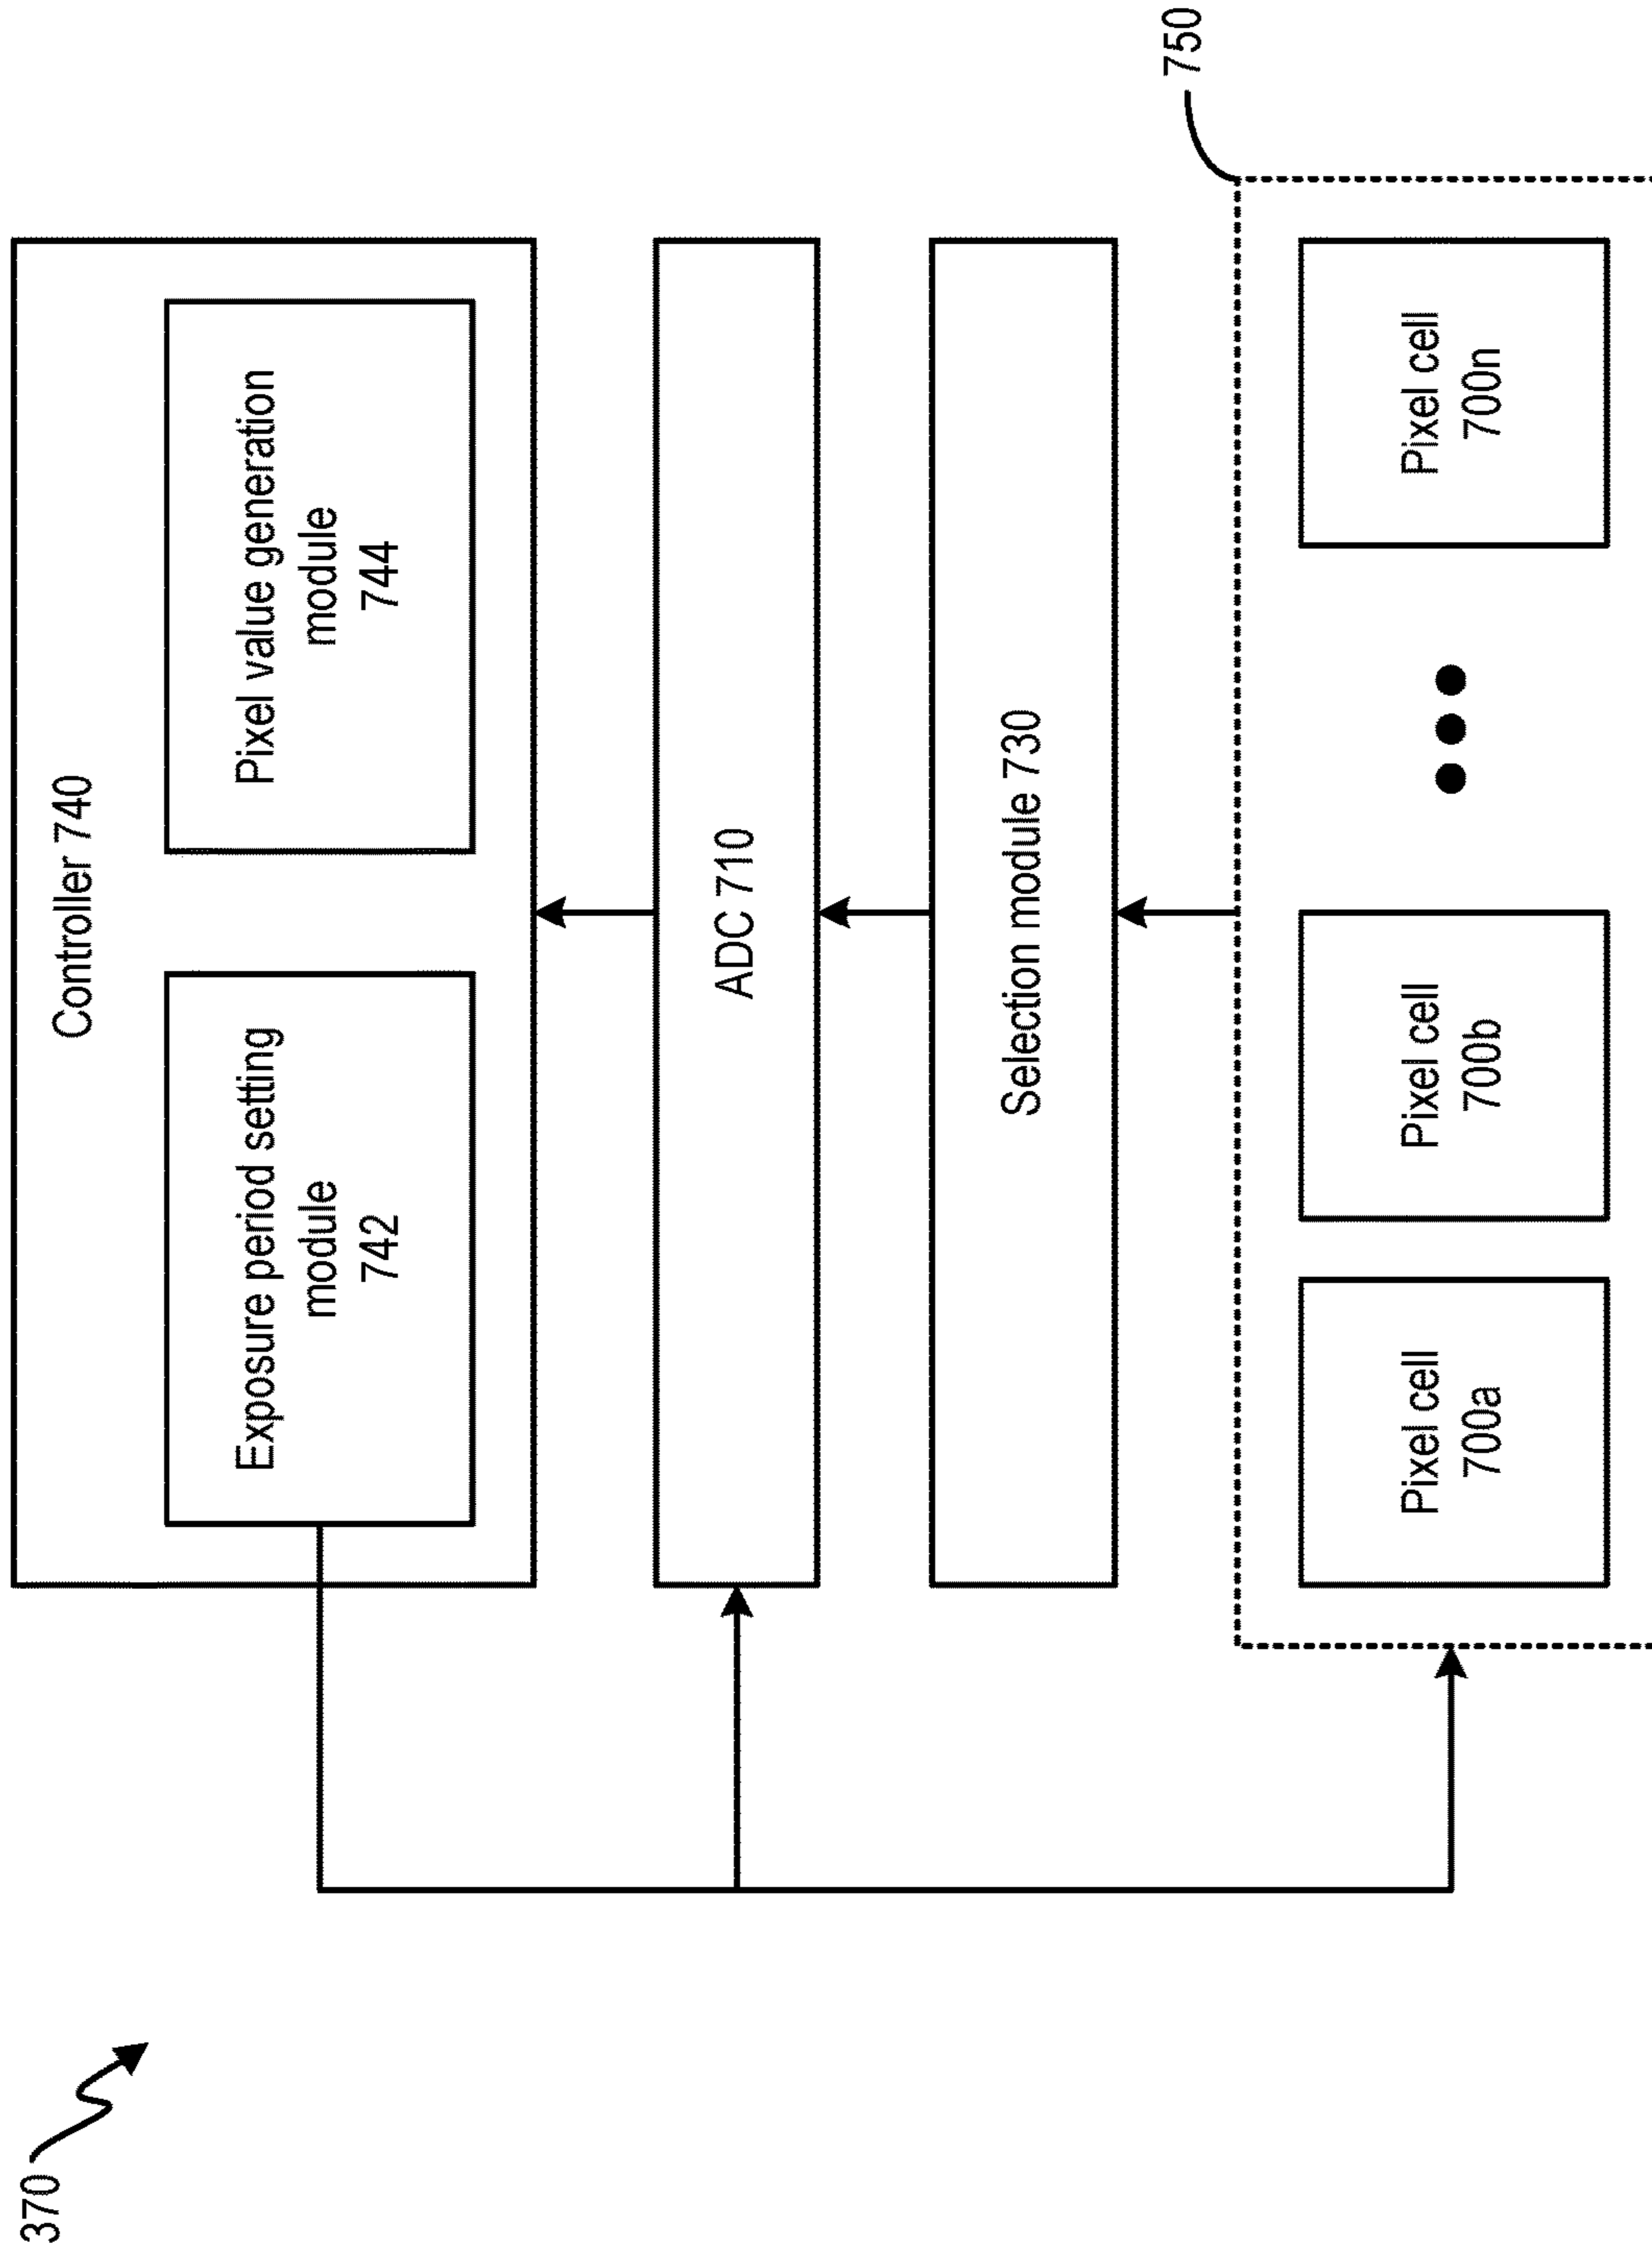 370
Controller 740
Exposure period setting
module
742
Pixel value generation
module
744
ADC 710
Selection module 730
750
Pixel cell
700a
Pixel cell
700b
Pixel cell
700n